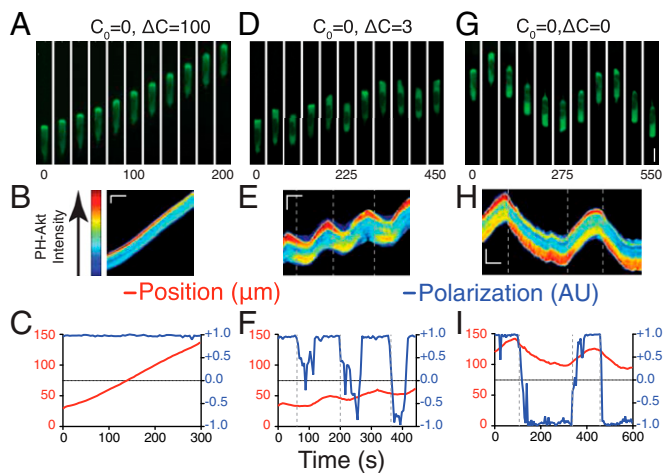 A C₀=0, ΔC=100 D C₀=0, ΔC=3 G C₀=0,ΔC=0
0 100 200 0 225 450 0 275 550
B E H
PH-Akt
Intensity
–Position (µm) –Polarization (AU)
C F I
150 +1.0 150 +1.0 150 +1.0
100 +0.5 100 +0.5 100 +0.5
0.0 0.0 0.0
50 -0.5 50 -0.5 50 -0.5
0 -1.0 0 -1.0 0 -1.0
0 100 200 300 0 100 200 300 400 0 200 400 600
Time (s)